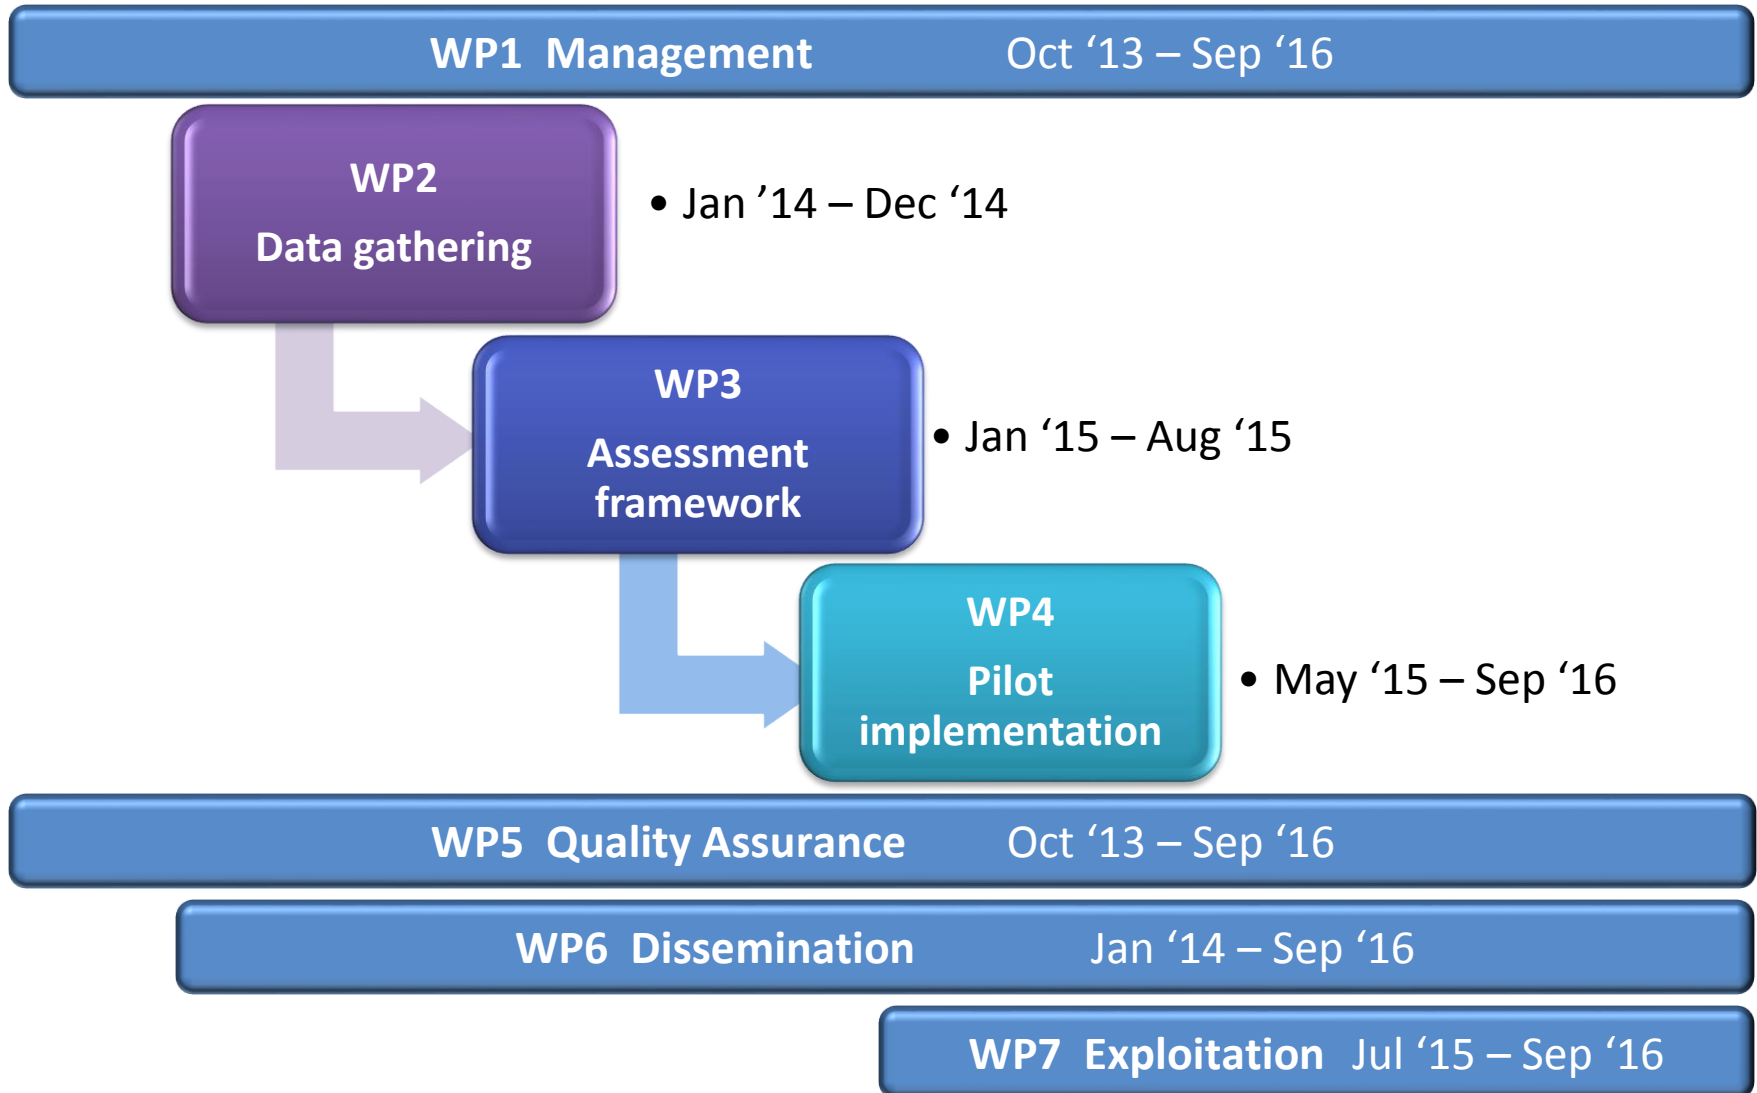 WP1 Management Oct ‘13 – Sep ‘16
WP2
Data gathering
• Jan ’14 – Dec ‘14
WP3
Assessment
framework
• Jan ‘15 – Aug ‘15
WP4
Pilot
implementation
• May ‘15 – Sep ‘16
WP5 Quality Assurance Oct ‘13 – Sep ‘16
WP6 Dissemination Jan ‘14 – Sep ‘16
WP7 Exploitation Jul ‘15 – Sep ‘16